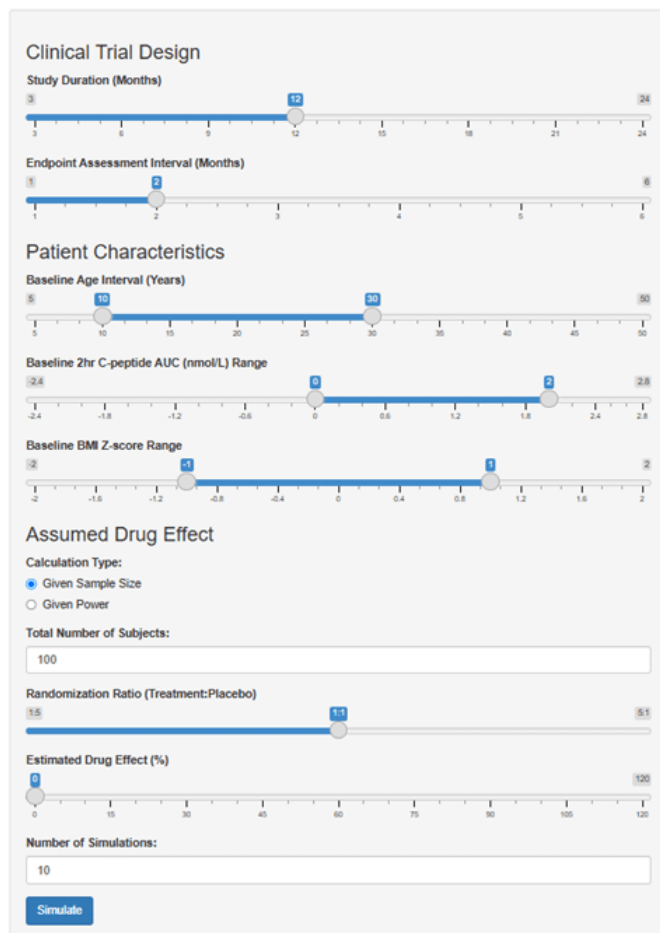 Clinical Trial Design
Study Duration (Months)
3 12 24
3 6 9 12 15 18 21 24
Endpoint Assessment Interval (Months)
1 2 6
1 2 3 4 5 6
Patient Characteristics
Baseline Age Interval (Years)
5 10 30 50
5 10 15 20 25 30 35 40 45 50
Baseline 2hr C-peptide AUC (nmol/L) Range
-2.4 0 2 2.8
-2.4 -1.8 -1.2 -0.6 0 0.6 1.2 1.8 2.4 2.8
Baseline BMI Z-score Range
-2 -1 1 2
-2 -1.6 -1.2 -0.8 -0.4 0 0.4 0.8 1.2 1.6 2
Assumed Drug Effect
Calculation Type:
Given Sample Size
Given Power
Total Number of Subjects:
100
Randomization Ratio (Treatment:Placebo)
1:5 1:1 5:1
Estimated Drug Effect (%)
0 120
0 15 30 45 60 75 90 105 120
Number of Simulations:
10
Simulate